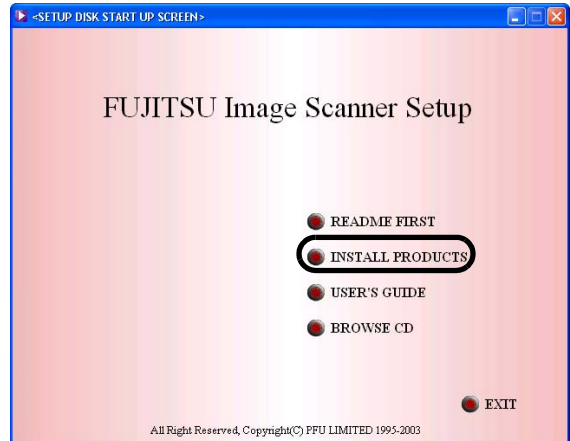 <SETUP DISK START UP SCREEN>
FUJITSU Image Scanner Setup
README FIRST
INSTALL PRODUCTS
USER'S GUIDE
BROWSE CD
EXIT
All Right Reserved, Copyright(C) PFU LIMITED 1995-2003